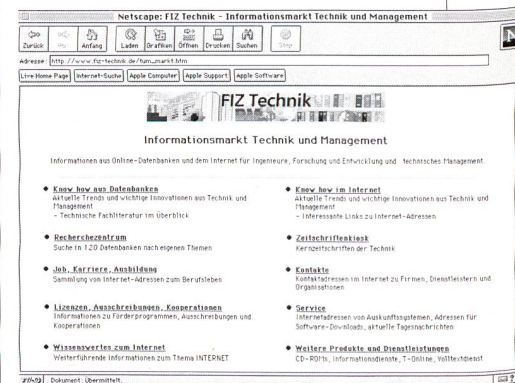 Netscape: FIZ Technik - Informationsmarkt Technik und Management
Zurück Vor Anfang Laden Grafiken Öffnen Drucken Suchen Stop
N
Adresse: http://www.fiz-technik.de/tum_markt.htm
Live Home Page Internet-Suche Apple Computer Apple Support Apple Software
FIZ Technik
Informationsmarkt Technik und Management
Informationen aus Online-Datenbanken und dem Internet für Ingenieure, Forschung und Entwicklung und technisches Management.
Know how aus Datenbanken
Aktuelle Trends und wichtige Innovationen aus Technik und
Management
- Technische Fachliteratur im Überblick
Recherchezentrum
Suche in 120 Datenbanken nach eigenen Themen
Job, Karriere, Ausbildung
Sammlung von Internet-Adressen zum Berufsleben
Lizenzen, Ausschreibungen, Kooperationen
Informationen zu Förderprogrammen, Ausschreibungen und
Kooperationen
Wissenswertes zum Internet
Weiterführende Informationen zum Thema INTERNET
Know how im Internet
Aktuelle Trends und wichtige Innovationen aus Technik und
Management
- Interessante Links zu Internet-Adressen
Zeitschriftenkiosk
Kernzeitschriften der Technik
Kontakte
Kontaktadressen im Internet zu Firmen, Dienstleistern und
Organisationen
Service
Internetadressen von Auskunftssystemen, Adressen für
Software-Downloads, aktuelle Tagesnachrichten
Weitere Produkte und Dienstleistungen
CD-ROMs, Informationsdienste, T-Online, Volltextdienst
Dokument: Übermittelt.